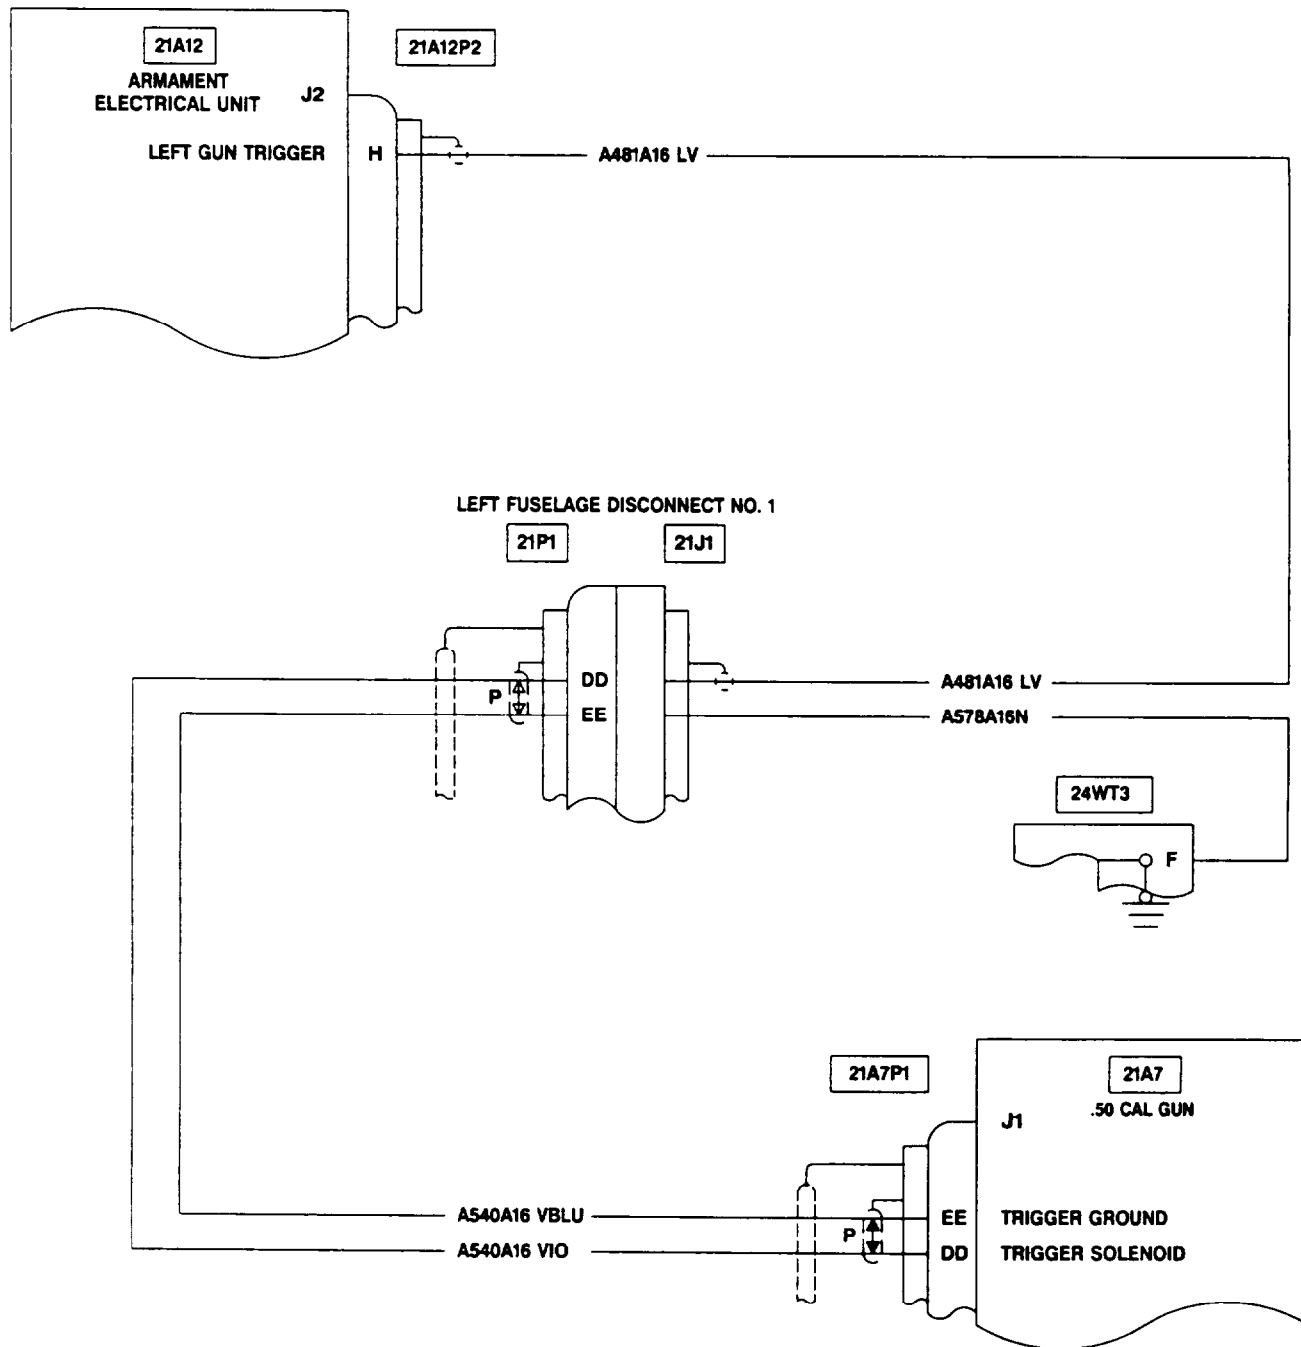 21A12
21A12P2
ARMAMENT
ELECTRICAL UNIT
J2
LEFT GUN TRIGGER
H
A481A16 LV
LEFT FUSELAGE DISCONNECT NO. 1
21P1
21J1
P
DD
A481A16 LV
EE
A578A16N
24WT3
F
21A7P1
21A7
.50 CAL GUN
J1
A540A16 VBLU
EE
TRIGGER GROUND
P
A540A16 VIO
DD
TRIGGER SOLENOID